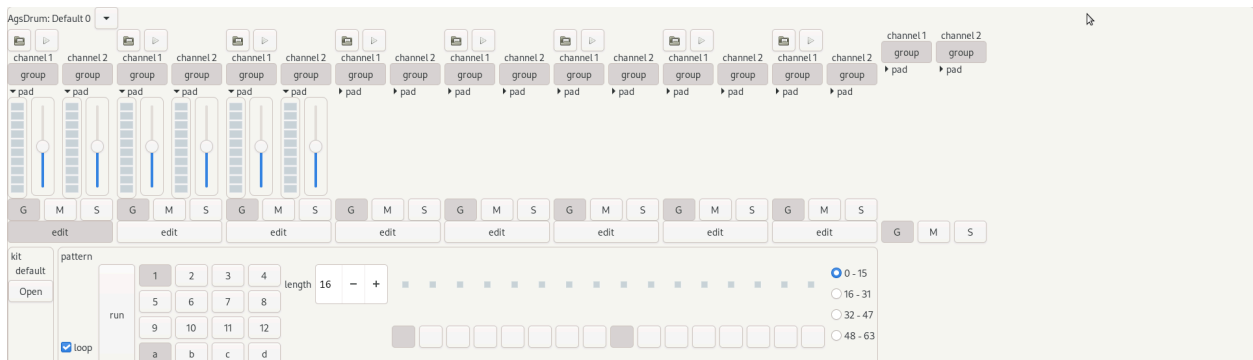 AgsDrum: Default 0
channel 1 channel 2 channel 1 channel 2 channel 1 channel 2 channel 1 channel 2 channel 1 channel 2 channel 1 channel 2 channel 1 channel 2 channel 1 channel 2 channel 1 channel 2
group group group group group group group group group group group group group group group group group group
pad pad pad pad pad pad pad pad pad pad pad pad pad pad pad pad pad pad
G M S G M S G M S G M S G M S G M S G M S G M S
edit edit edit edit edit edit edit edit G M S
kit pattern
default
Open
run
loop
1 2 3 4
5 6 7 8
9 10 11 12
a b c d
length 16 − +
0 - 15
16 - 31
32 - 47
48 - 63